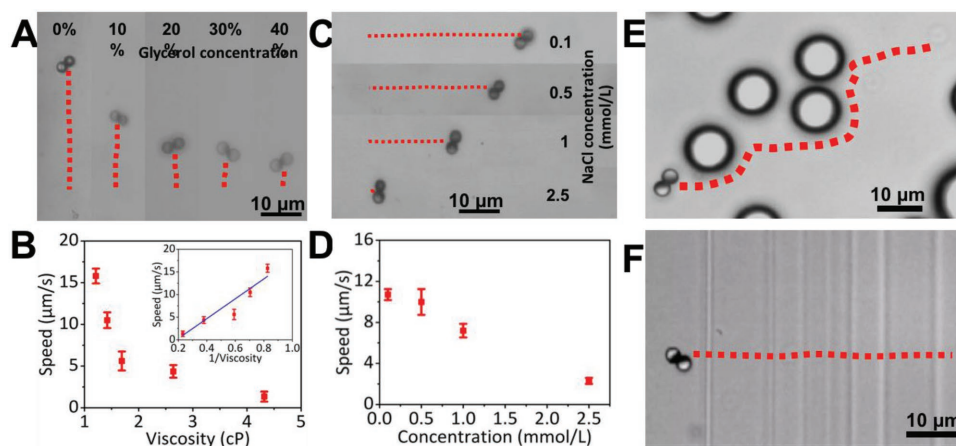 A
0% 10 % 20 % 30% 40 %
Glycerol concentration
10 µm
B
Speed (µm/s)
20
15
10
5
0
1 2 3 4 5
Viscosity (cP)
Speed (µm/s)
20
15
10
5
0
0.2 0.4 0.6 0.8 1.0
1/Viscosity
C
0.1
0.5
1
2.5
NaCl concentration
(mmol/L)
10 µm
D
Speed (µm/s)
16
12
8
4
0
0.0 0.5 1.0 1.5 2.0 2.5
Concentration (mmol/L)
E
10 µm
F
10 µm